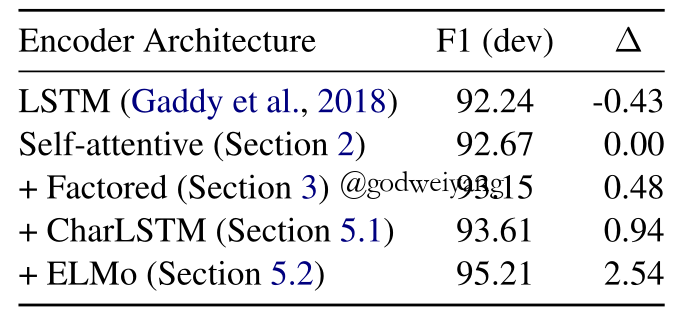 Encoder Architecture F1 (dev) Δ
LSTM (Gaddy et al., 2018) 92.24 -0.43
Self-attentive (Section 2) 92.67 0.00
+ Factored (Section 3) @godweiyang 93.15 0.48
+ CharLSTM (Section 5.1) 93.61 0.94
+ ELMo (Section 5.2) 95.21 2.54